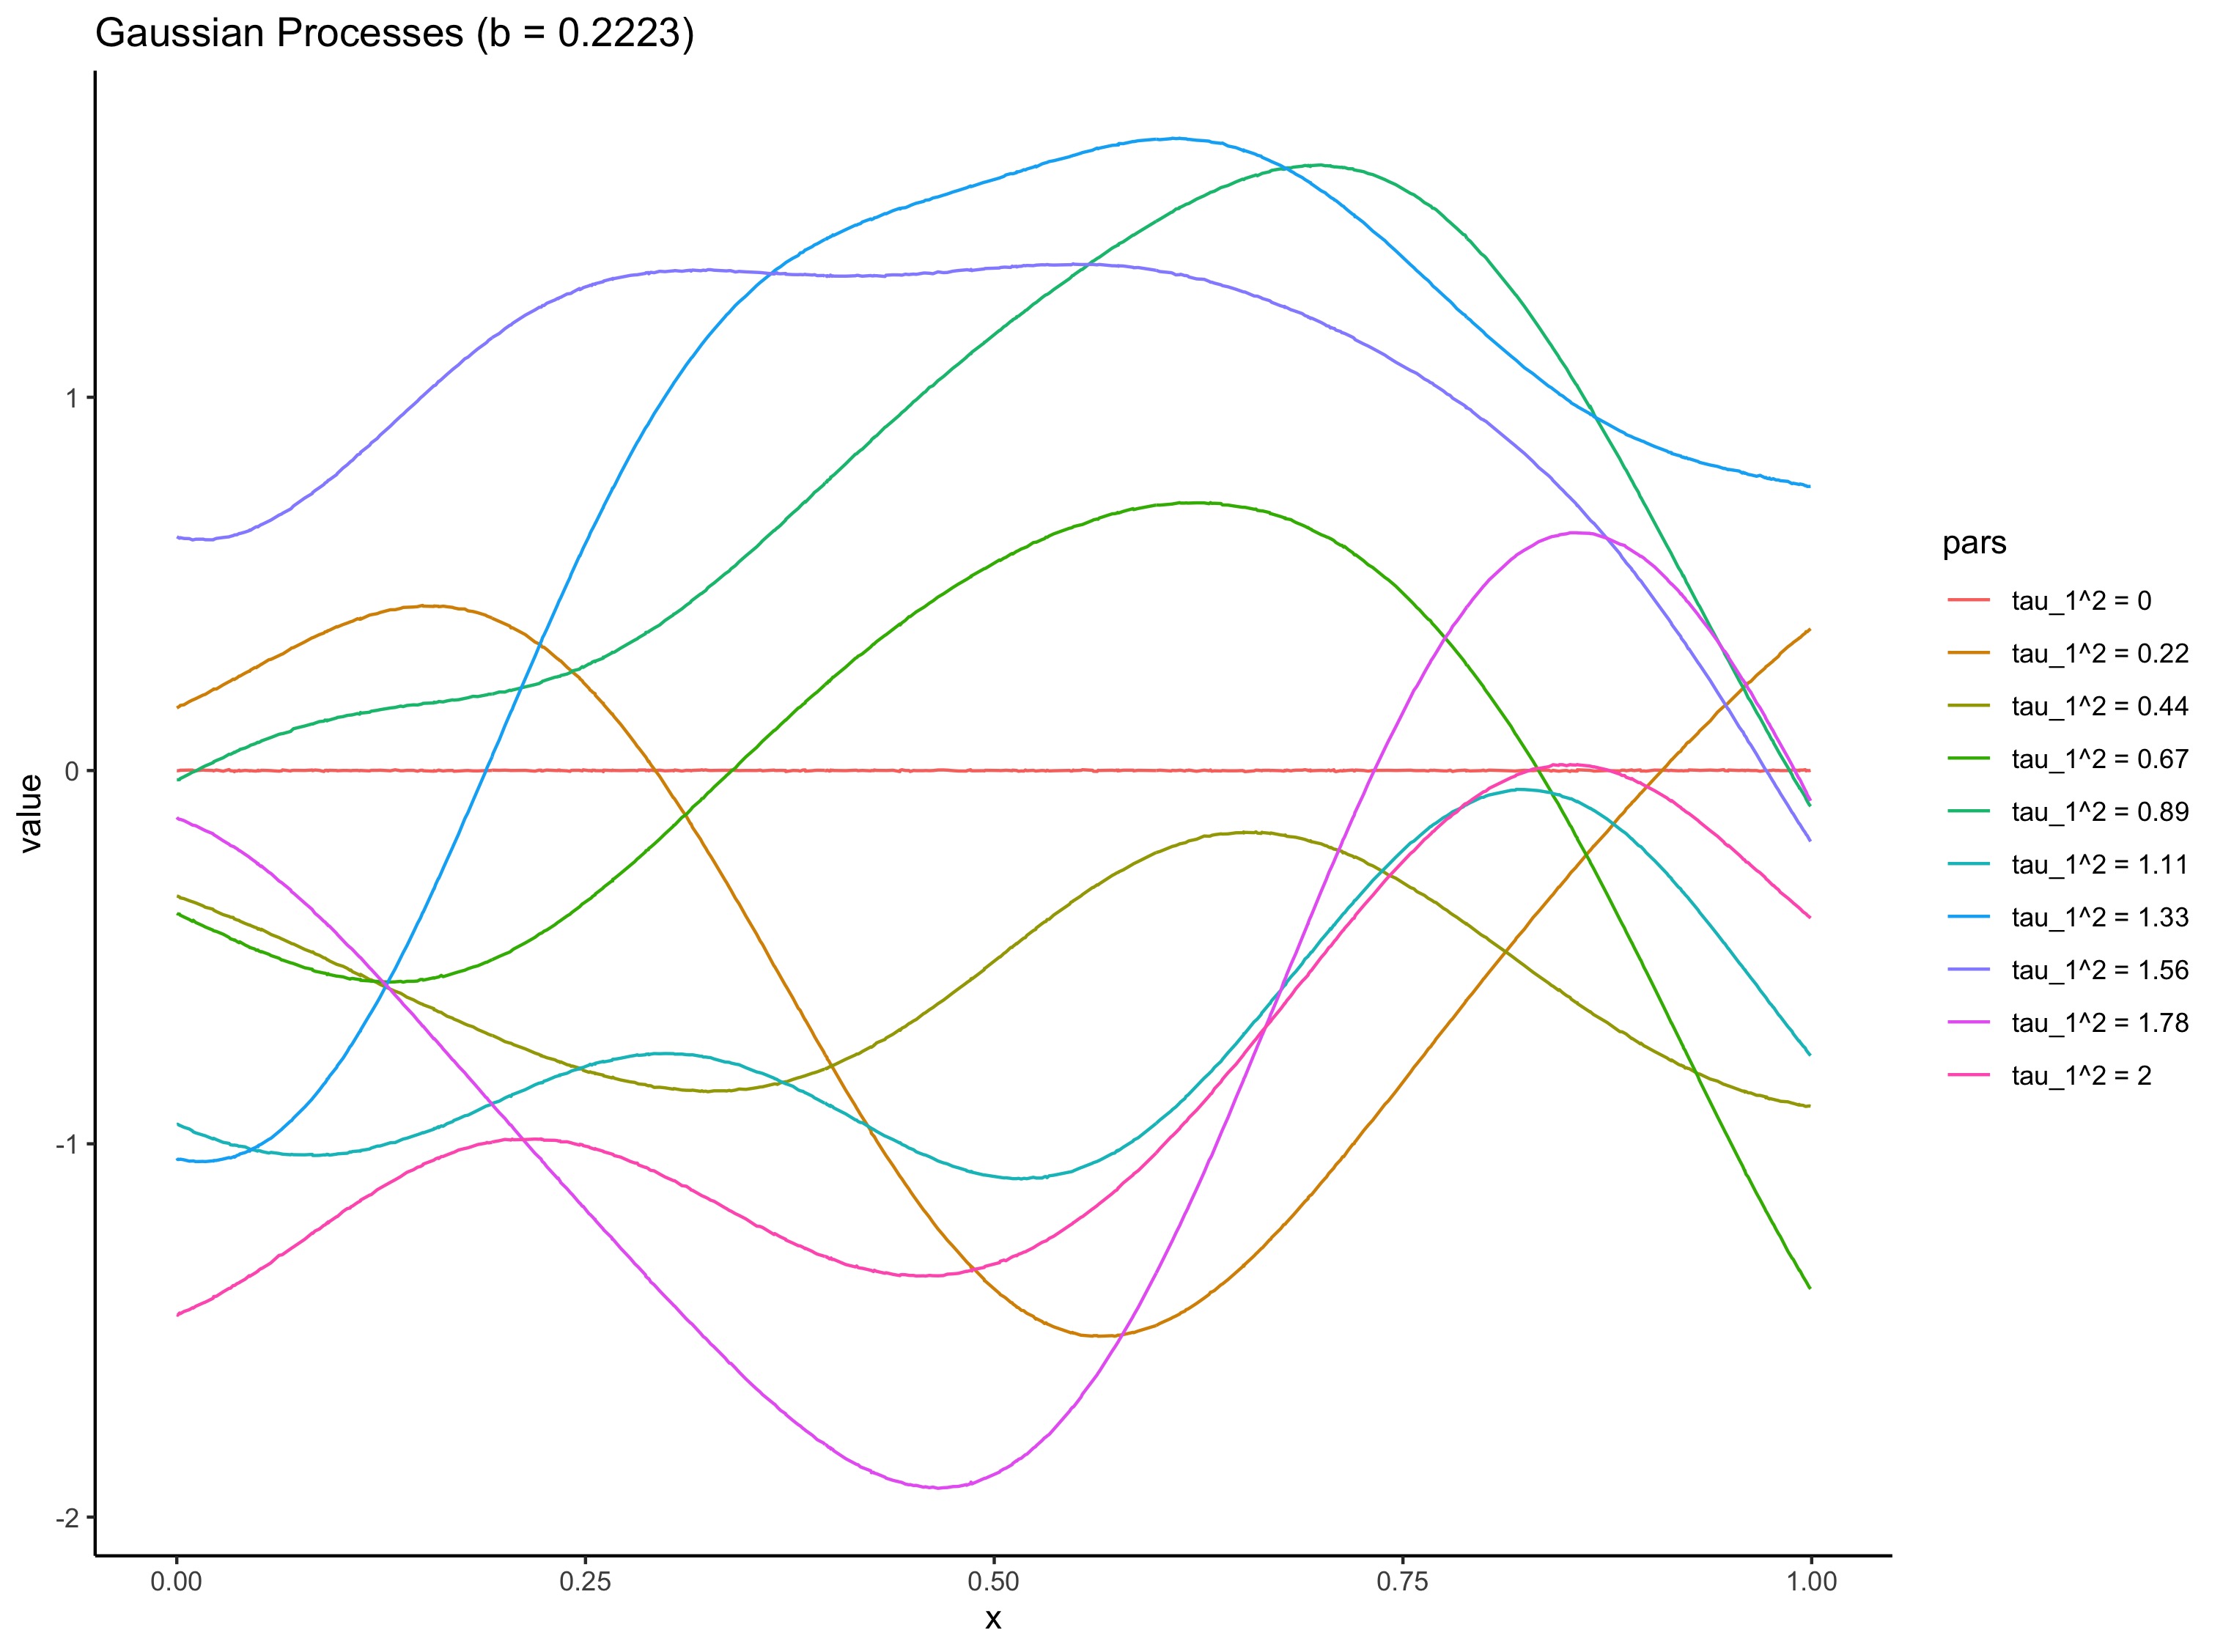 Gaussian Processes (b = 0.2223)
value
1
0
-1
-2
0.00 0.25 0.50 0.75 1.00
x
pars
tau_1^2 = 0
tau_1^2 = 0.22
tau_1^2 = 0.44
tau_1^2 = 0.67
tau_1^2 = 0.89
tau_1^2 = 1.11
tau_1^2 = 1.33
tau_1^2 = 1.56
tau_1^2 = 1.78
tau_1^2 = 2